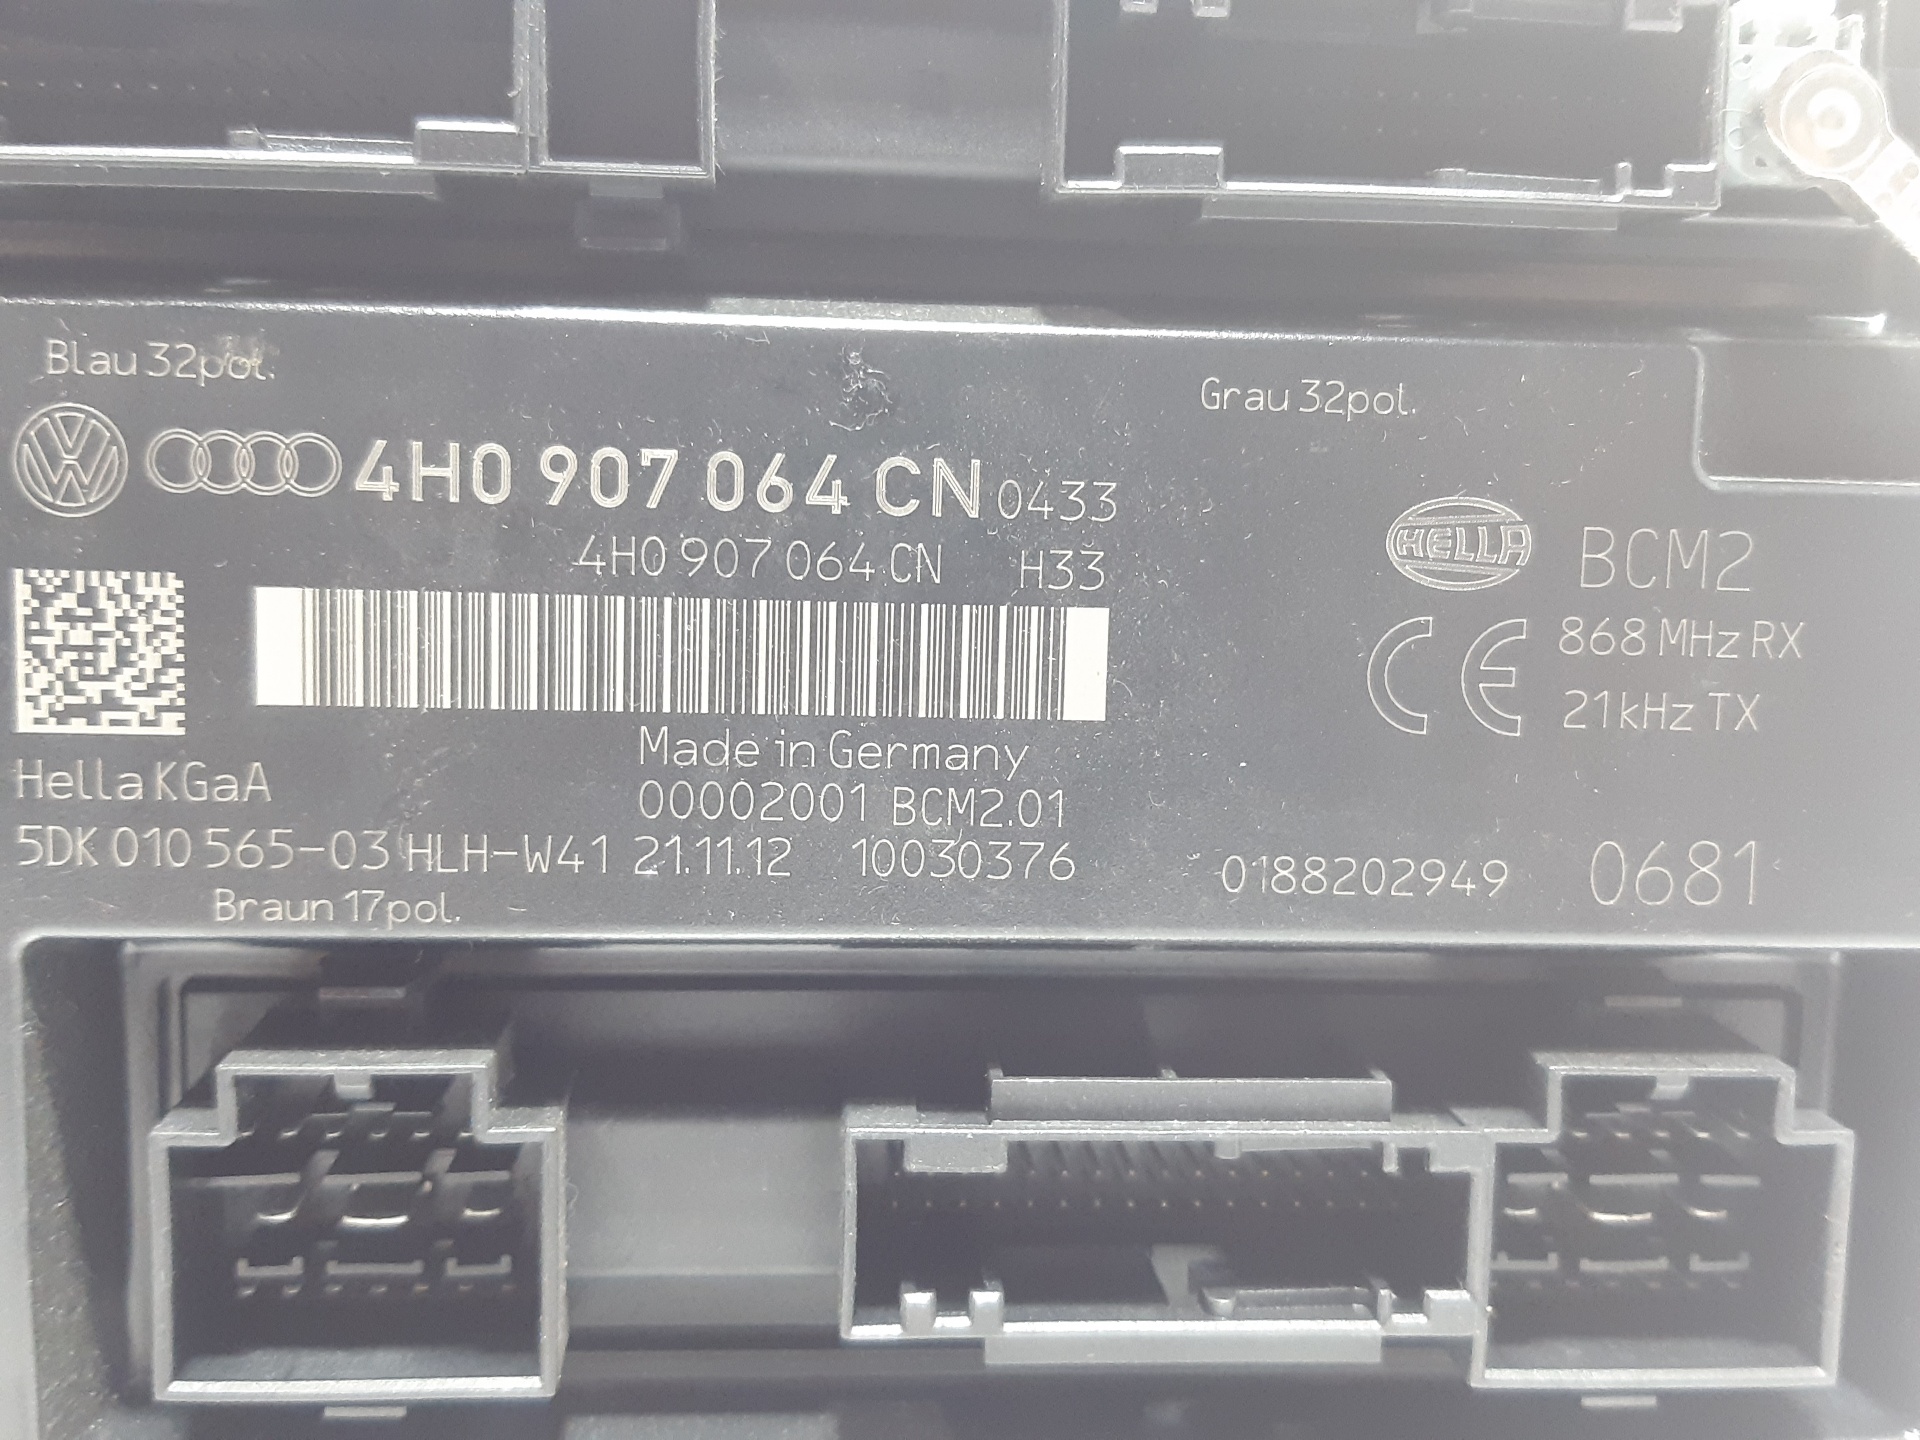 Blau 32pol.
Grau 32pol.
4H0 907 064 CN 0433
4H0 907 064 CN H33
HELLA BCM2
CE 868 MHz RX
21kHz TX
Made in Germany
Hella KGaA
00002001 BCM2.01
5DK 010 565-03 HLH-W41 21.11.12 10030376
0188202949 0681
Braun 17pol.